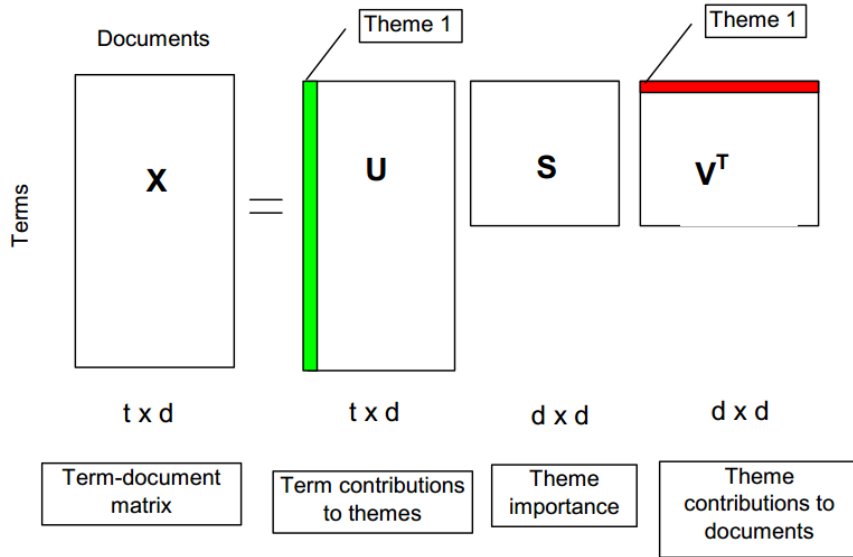 Theme 1
Theme 1
Documents
Terms
X
=
U
S
V^T
t x d
t x d
d x d
d x d
Term-document
matrix
Term contributions
to themes
Theme
importance
Theme
contributions to
documents